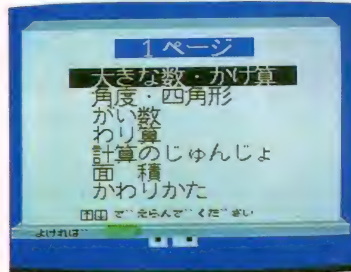 1ページ
大きな数・かけ算
角度・四角形
がい数
わり算
計算のじゅんじょ
面 積
かわりかた
で えらんで ください
よければ